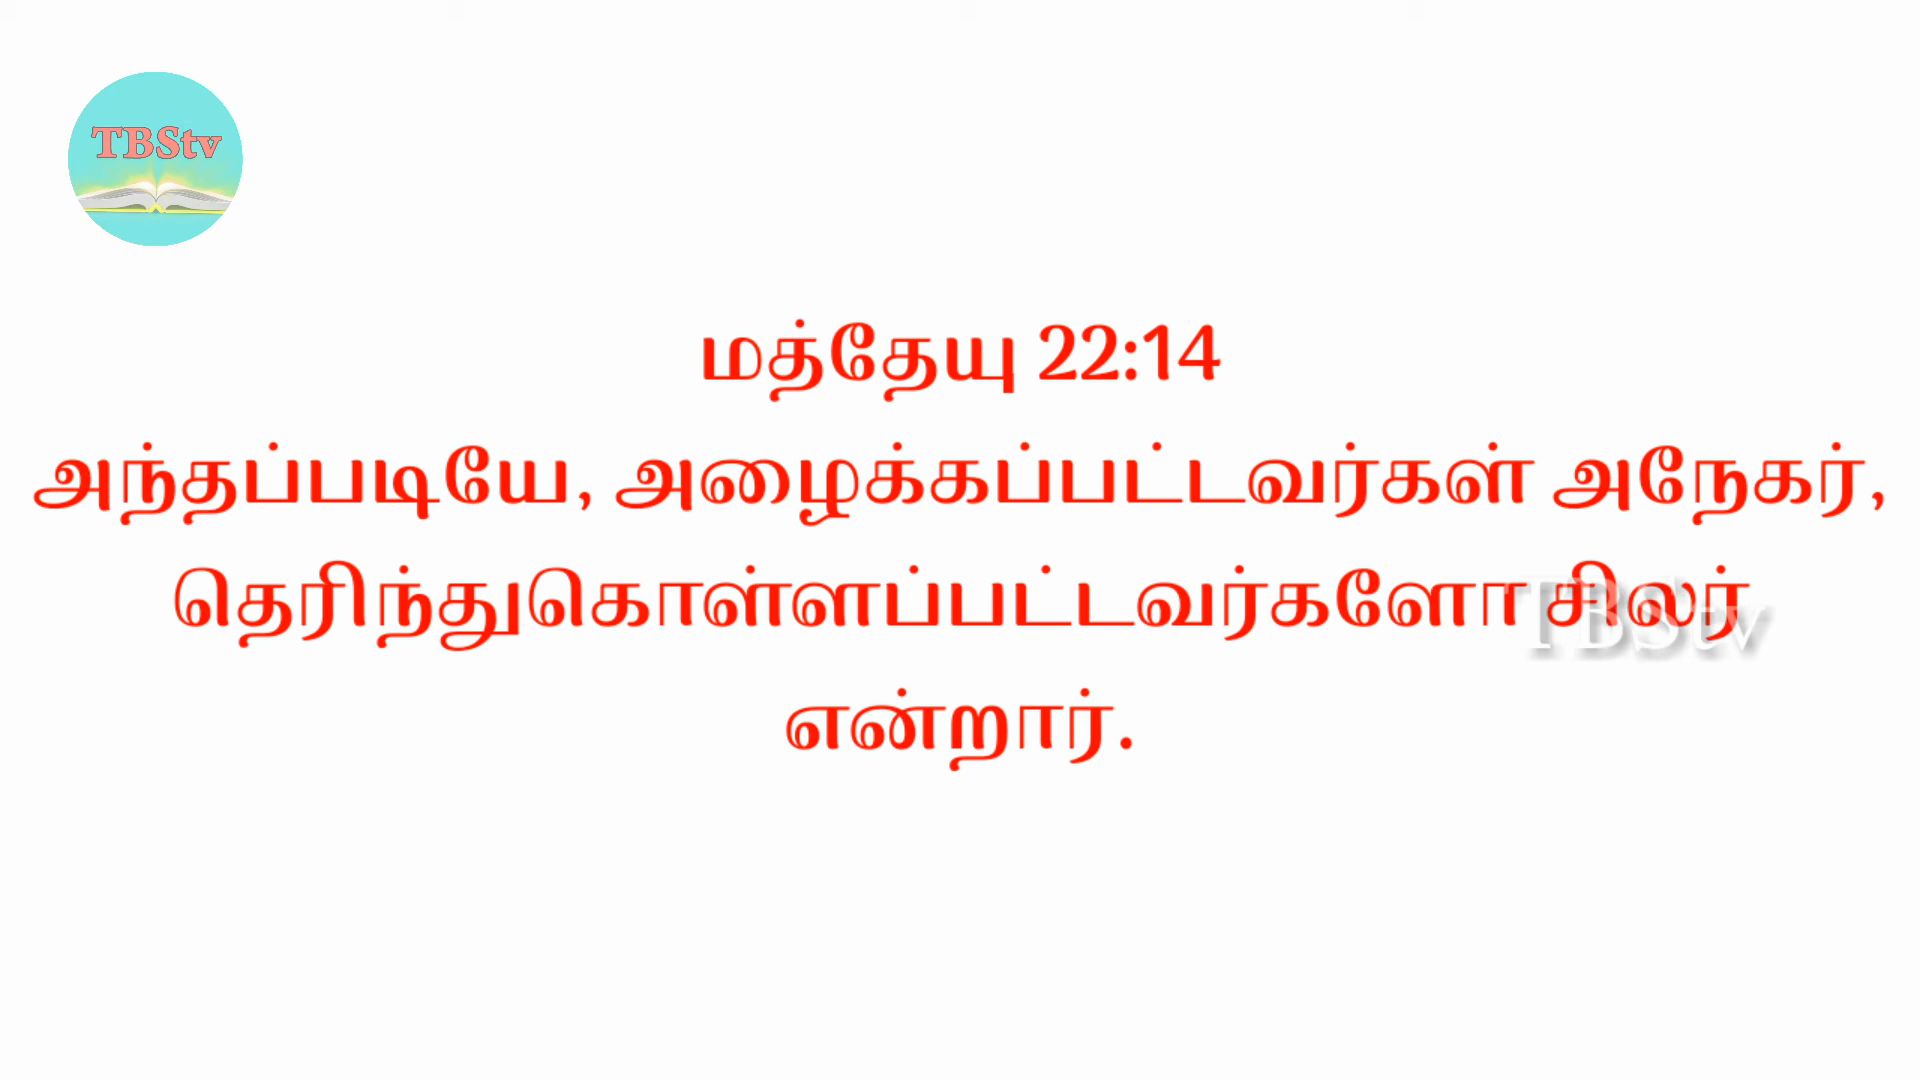 TBStv
மத்தேயு 22:14
அந்தப்படியே, அழைக்கப்பட்டவர்கள் அநேகர்,
தெரிந்துகொள்ளப்பட்டவர்களோ சிலர்
TBStv
என்றார்.